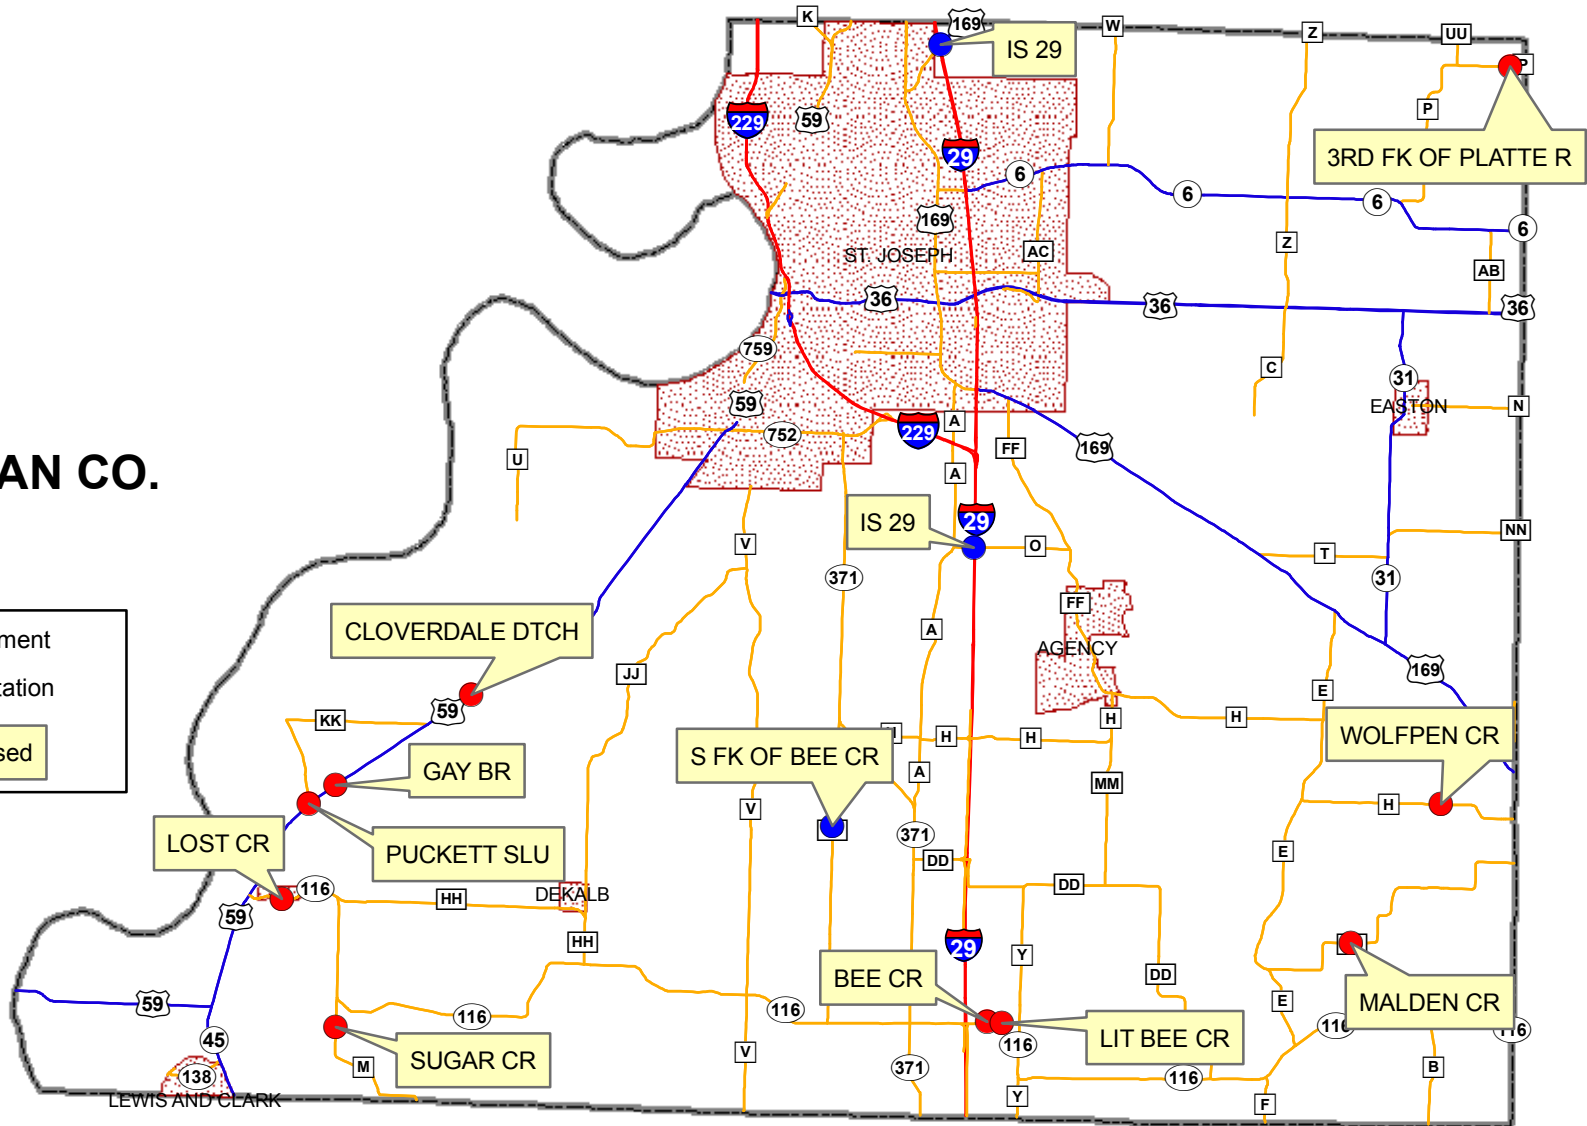 K
169
IS 29
W
Z
UU
P
229
59
29
P
3RD FK OF PLATTE R
6
6
6
6
169
ST. JOSEPH
AC
Z
AB
36
36
36
759
C
31
EASTON
N
59
752
229
A
FF
169
U
AN CO.
A
IS 29
29
V
O
T
NN
371
31
CLOVERDALE DTCH
FF
ment
A
AGENCY
tation
JJ
169
E
KK
59
H
H
WOLFPEN CR
S FK OF BEE CR
H
H
sed
GAY BR
A
MM
H
V
LOST CR
PUCKETT SLU
371
DD
E
116
HH
DEKALB
DD
59
HH
29
Y
BEE CR
DD
59
116
116
E
MALDEN CR
45
116
116
116
SUGAR CR
LIT BEE CR
138
M
V
371
116
B
LEWIS AND CLARK
Y
F